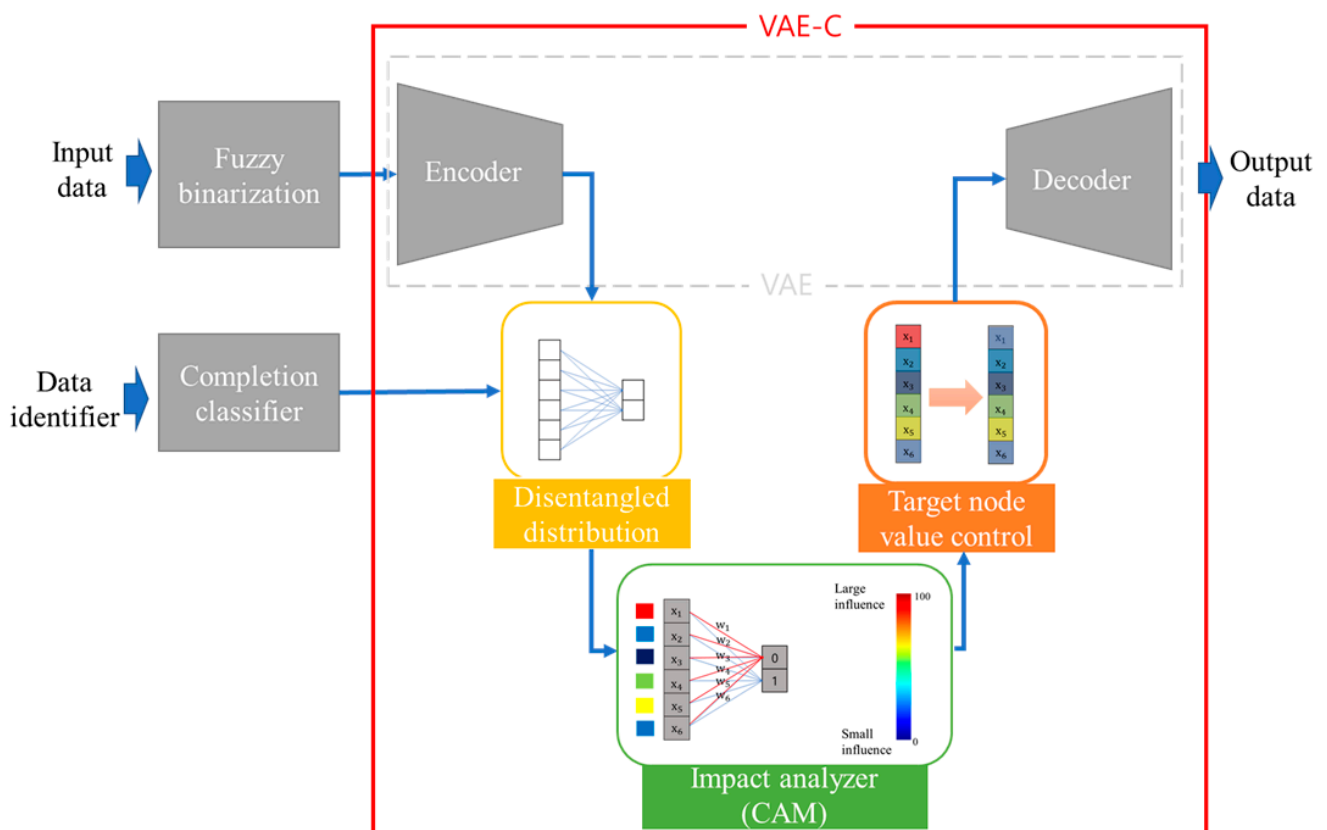 VAE-C
Input
data
Fuzzy
binarization
Encoder
Decoder
Output
data
VAE
Data
identifier
Completion
classifier
x₁
x₂
x₃
x₄
x₅
x₆
x₁
x₂
x₃
x₄
x₅
x₆
Disentangled
distribution
Target node
value control
x₁
x₂
x₃
x₄
x₅
x₆
w₁
w₂
w₃
w₄
w₅
w₆
0
1
Large
influence
100
Small
influence
0
Impact analyzer
(CAM)